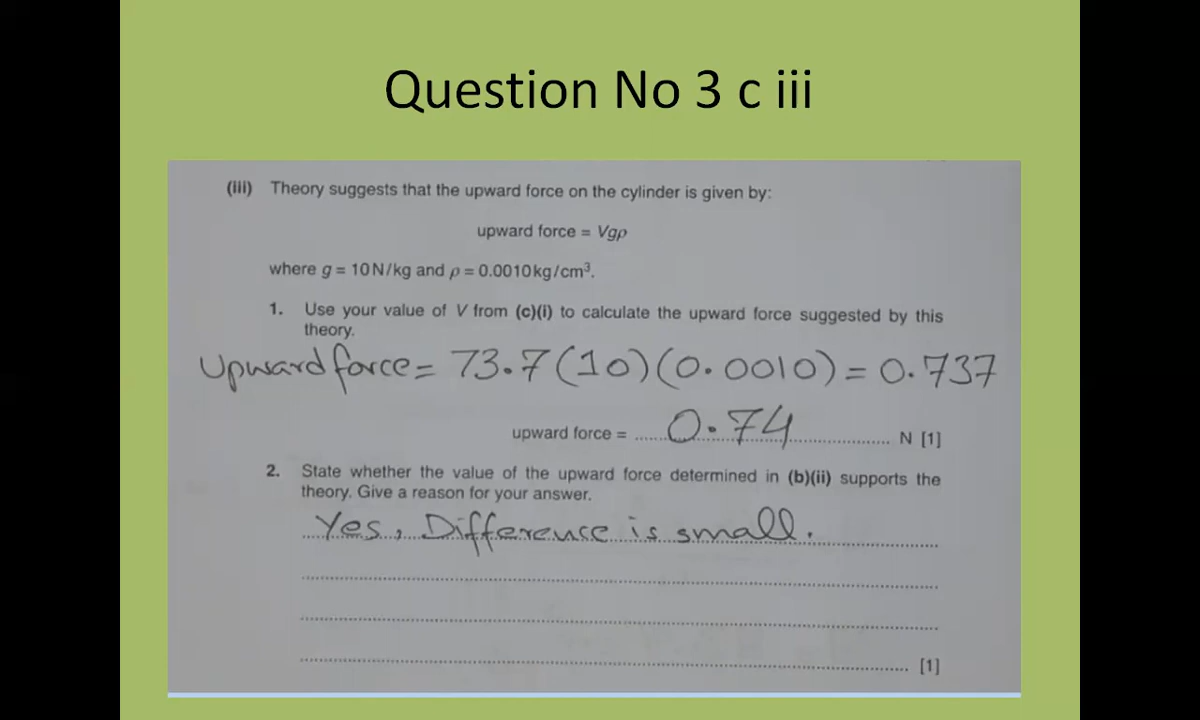 Question No 3 c iii
(iii) Theory suggests that the upward force on the cylinder is given by:
upward force = Vgρ
where g = 10 N/kg and ρ = 0.0010 kg/cm³.
1. Use your value of V from (c)(i) to calculate the upward force suggested by this
theory.
Upward force = 73.7(10)(0.0010) = 0.737
upward force = ...... 0.74 ...... N [1]
2. State whether the value of the upward force determined in (b)(ii) supports the
theory. Give a reason for your answer.
Yes, Difference is small.
[1]